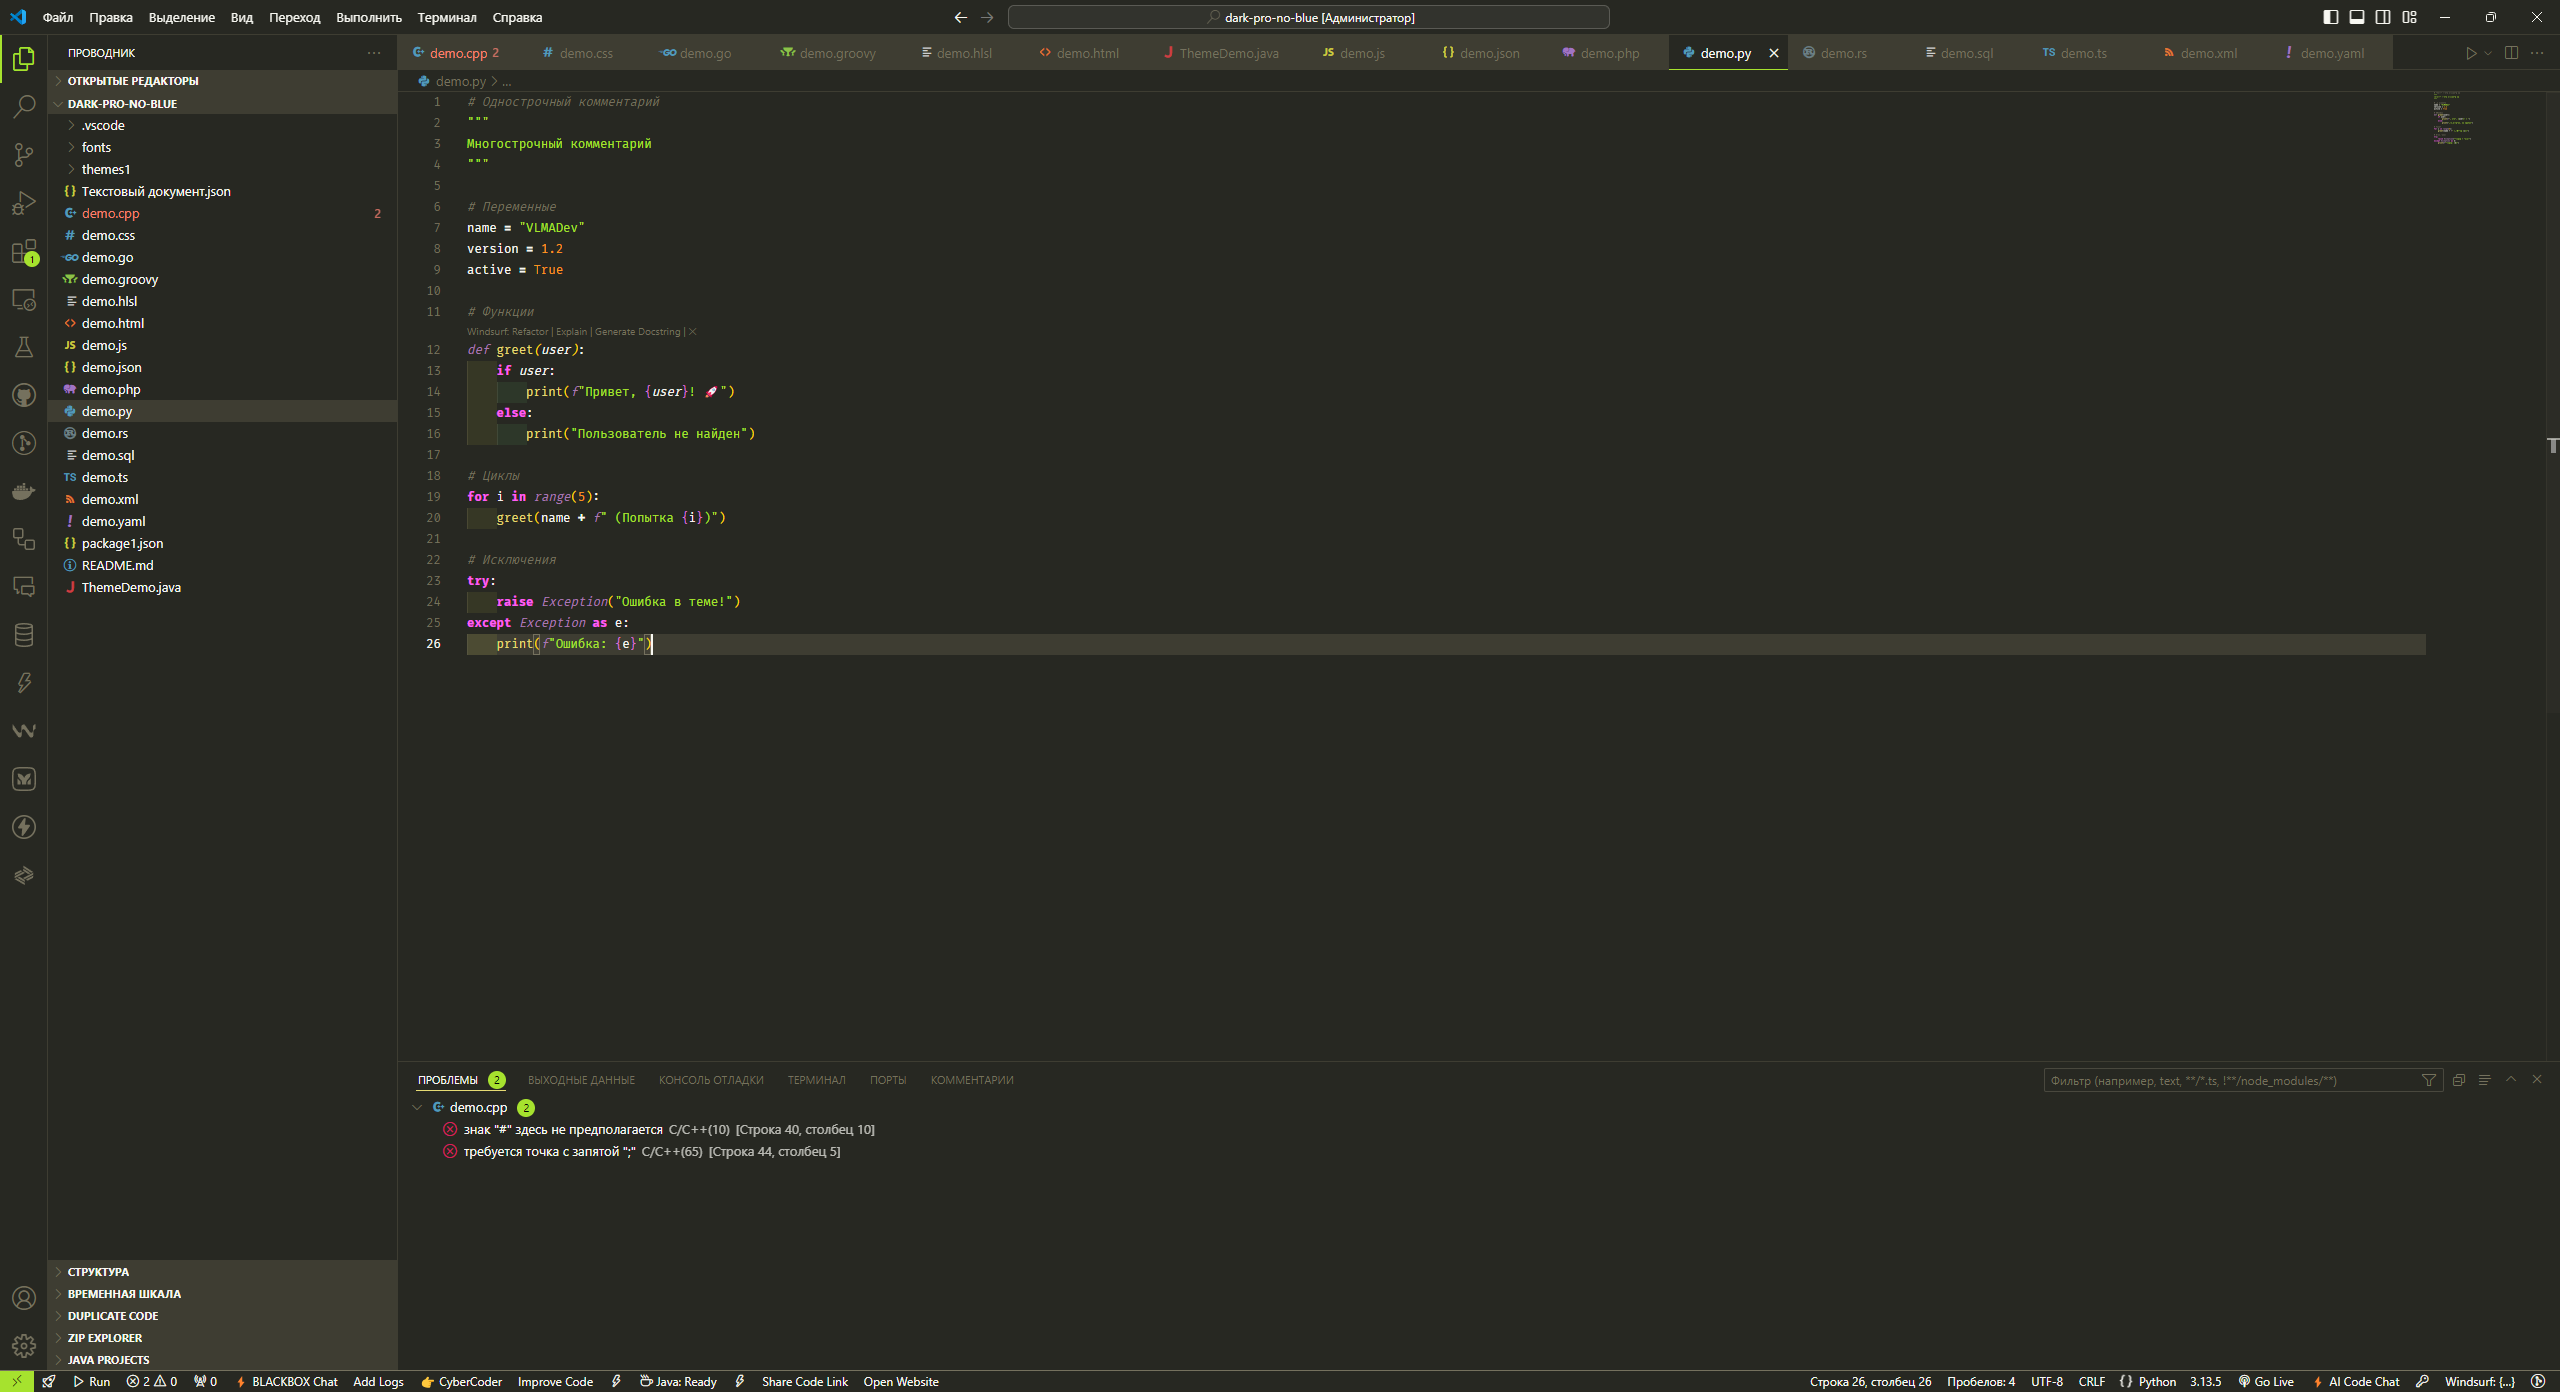 Файл Правка Выделение Вид Переход Выполнить Терминал Справка
dark-pro-no-blue [Администратор]
ПРОВОДНИК
ОТКРЫТЫЕ РЕДАКТОРЫ
DARK-PRO-NO-BLUE
.vscode
fonts
themes1
{} Текстовый документ.json
demo.cpp 2
# demo.css
demo.go
demo.groovy
demo.hlsl
<> demo.html
JS demo.js
{} demo.json
demo.php
demo.py
demo.rs
demo.sql
TS demo.ts
demo.xml
! demo.yaml
{} package1.json
README.md
J ThemeDemo.java
1
СТРУКТУРА
ВРЕМЕННАЯ ШКАЛА
DUPLICATE CODE
ZIP EXPLORER
JAVA PROJECTS
demo.cpp 2 # demo.css GO demo.go demo.groovy demo.hlsl <> demo.html J ThemeDemo.java JS demo.js {} demo.json demo.php demo.py demo.rs demo.sql TS demo.ts demo.xml ! demo.yaml
demo.py > ...
1 # Однострочный комментарий
2 """
3 Многострочный комментарий
4 """
5
6 # Переменные
7 name = "VLMADev"
8 version = 1.2
9 active = True
10
11 # Функции
Windsurf: Refactor | Explain | Generate Docstring | ×
12 def greet(user):
13 if user:
14 print(f"Привет, {user}! 🚀")
15 else:
16 print("Пользователь не найден")
17
18 # Циклы
19 for i in range(5):
20 greet(name + f" (Попытка {i})")
21
22 # Исключения
23 try:
24 raise Exception("Ошибка в теме!")
25 except Exception as e:
26 print(f"Ошибка: {e}")
ПРОБЛЕМЫ 2 ВЫХОДНЫЕ ДАННЫЕ КОНСОЛЬ ОТЛАДКИ ТЕРМИНАЛ ПОРТЫ КОММЕНТАРИИ
Фильтр (например, text, **/*.ts, !**/node_modules/**)
demo.cpp 2
знак "#" здесь не предполагается C/C++(10) [Строка 40, столбец 10]
требуется точка с запятой ";" C/C++(65) [Строка 44, столбец 5]
Run 2 0 0 BLACKBOX Chat Add Logs CyberCoder Improve Code Java: Ready Share Code Link Open Website
Строка 26, столбец 26 Пробелов: 4 UTF-8 CRLF {} Python 3.13.5 Go Live AI Code Chat Windsurf: {...}